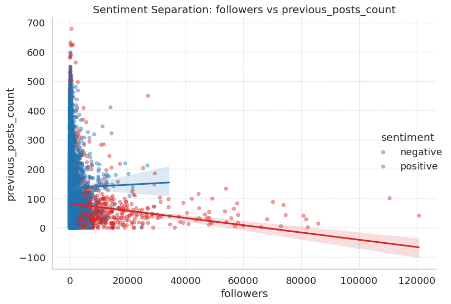 Sentiment Separation: followers vs previous_posts_count
700
600
500
400
300
200
100
0
−100
previous_posts_count
sentiment
negative
positive
0
20000
40000
60000
80000
100000
120000
followers